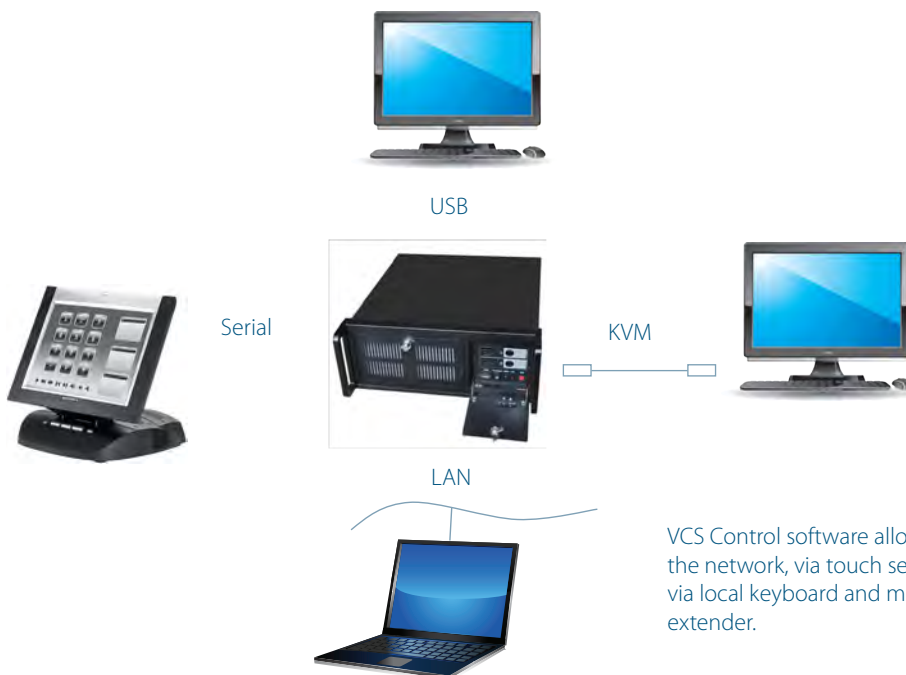 USB
Serial
KVM
LAN
VCS Control software allo
the network, via touch se
via local keyboard and m
extender.